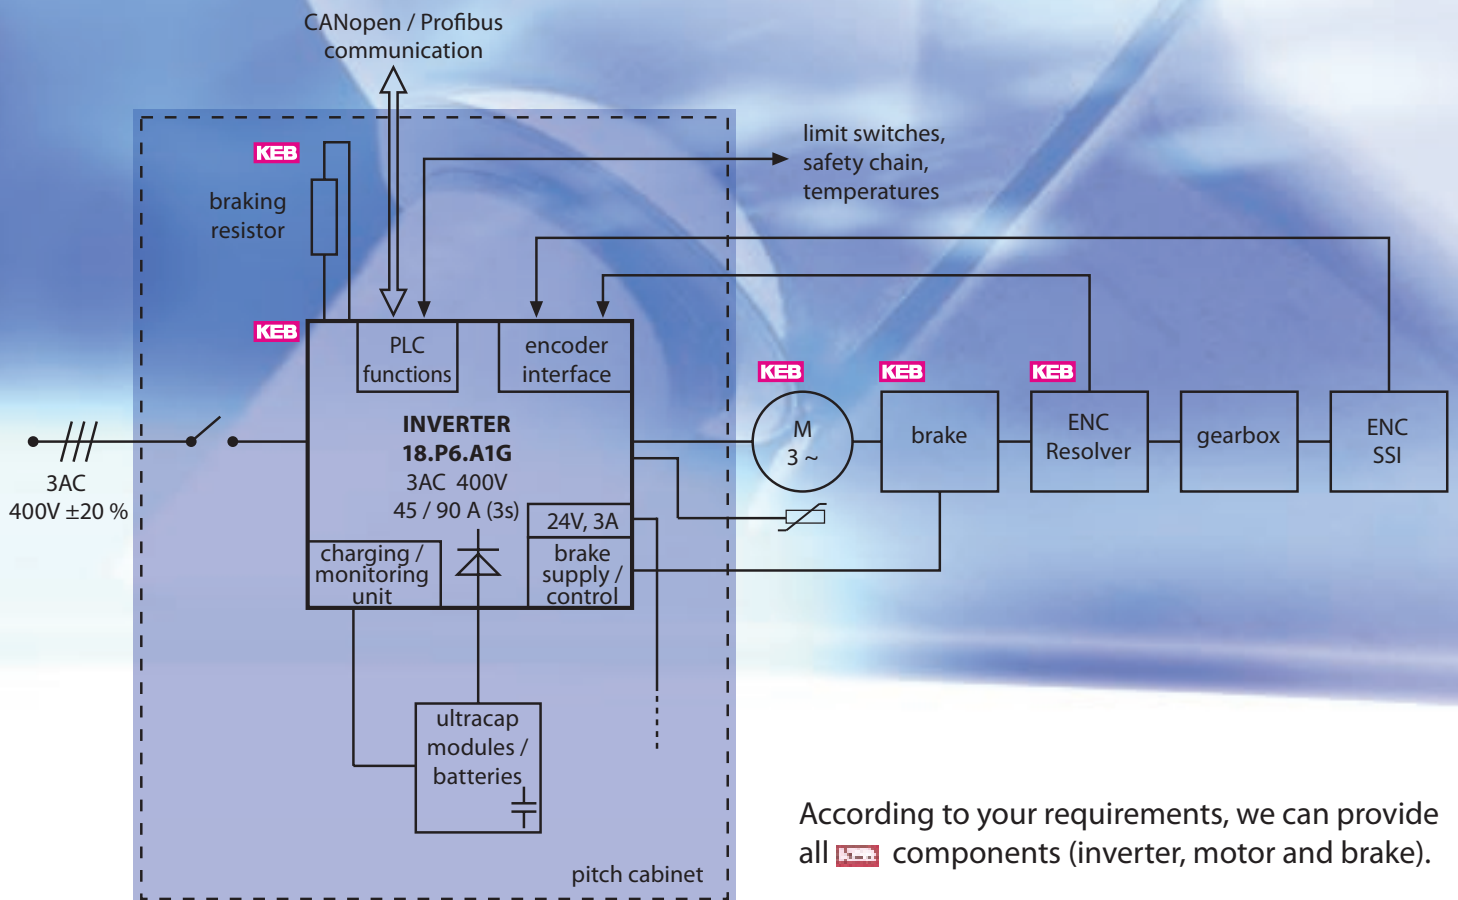 CANopen / Profibus
communication
KEB
braking
resistor
limit switches,
safety chain,
temperatures
KEB
PLC
functions
encoder
interface
INVERTER
18.P6.A1G
3AC 400V
45 / 90 A (3s)
24V, 3A
charging /
monitoring
unit
brake
supply /
control
3AC
400V ±20 %
KEB
M
3 ~
KEB
brake
KEB
ENC
Resolver
gearbox
ENC
SSI
ultracap
modules /
batteries
pitch cabinet
According to your requirements, we can provide
all KEB components (inverter, motor and brake).